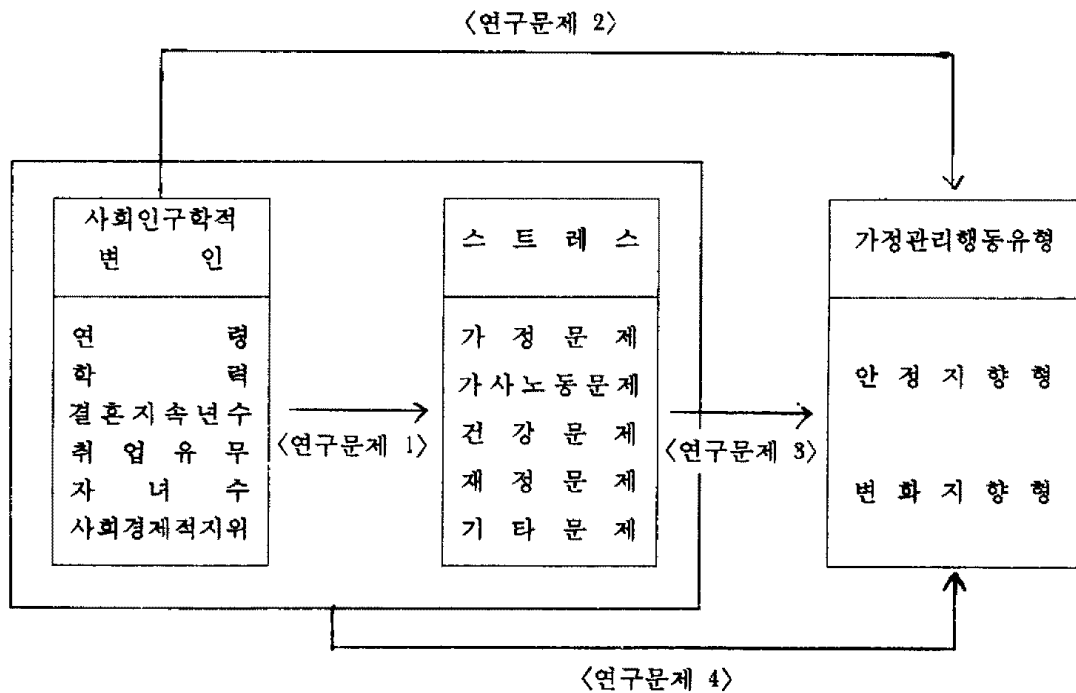 〈연구문제 2〉
사회인구학적
변 인
연 령
학 력
결혼지속년수
취 업 유 무
자 녀 수
사회경제적지위
〈연구문제 1〉
스 트 레 스
가 정 문 제
가사노동문제
건 강 문 제
재 정 문 제
기 타 문 제
〈연구문제 3〉
가정관리행동유형
안 정 지 향 형
변 화 지 향 형
〈연구문제 4〉